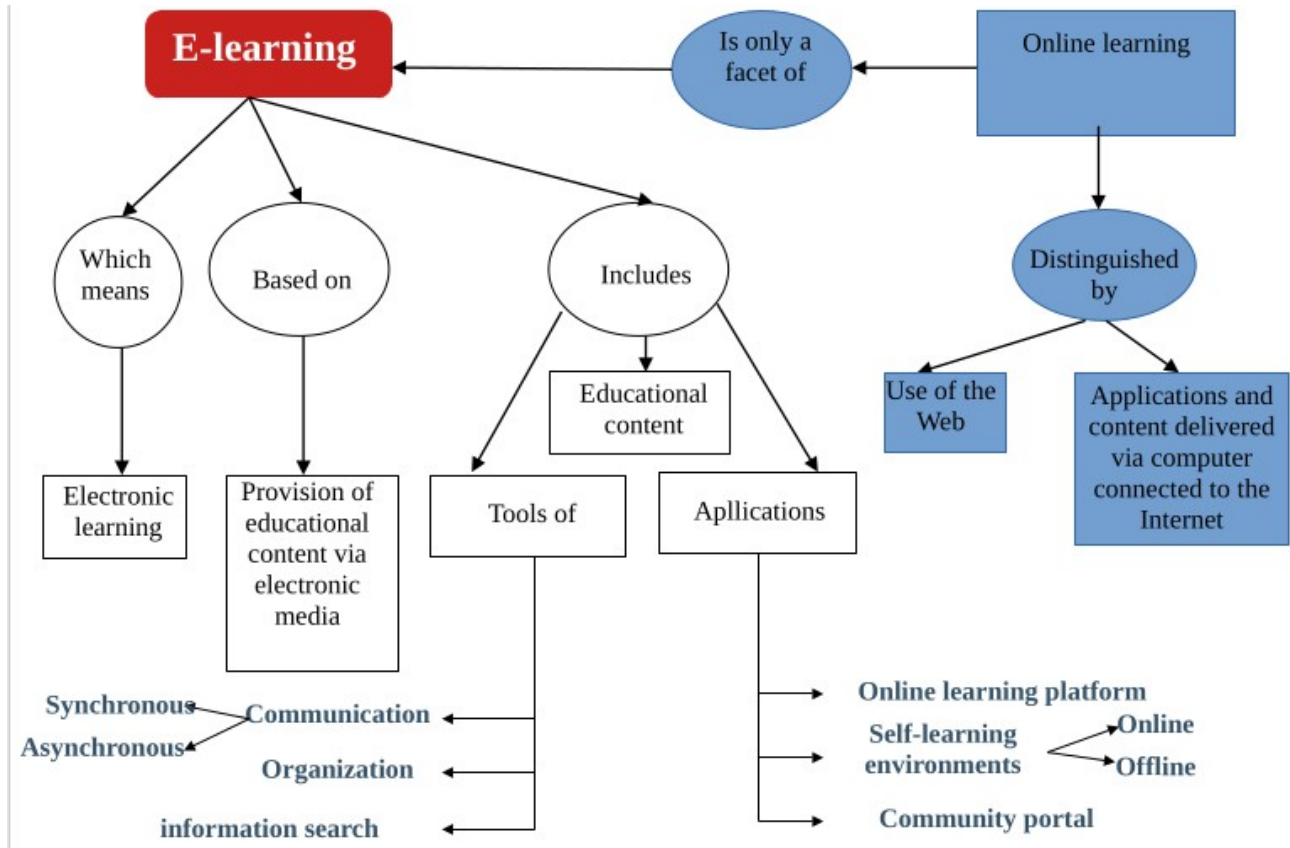 E-learning
Is only a
facet of
Online learning
Which
means
Based on
Includes
Distinguished
by
Educational
content
Use of the
Web
Applications and
content delivered
via computer
connected to the
Internet
Electronic
learning
Provision of
educational
content via
electronic
media
Tools of
Apllications
Synchronous
Asynchronous
Communication
Organization
information search
Online learning platform
Self-learning
environments
Online
Offline
Community portal